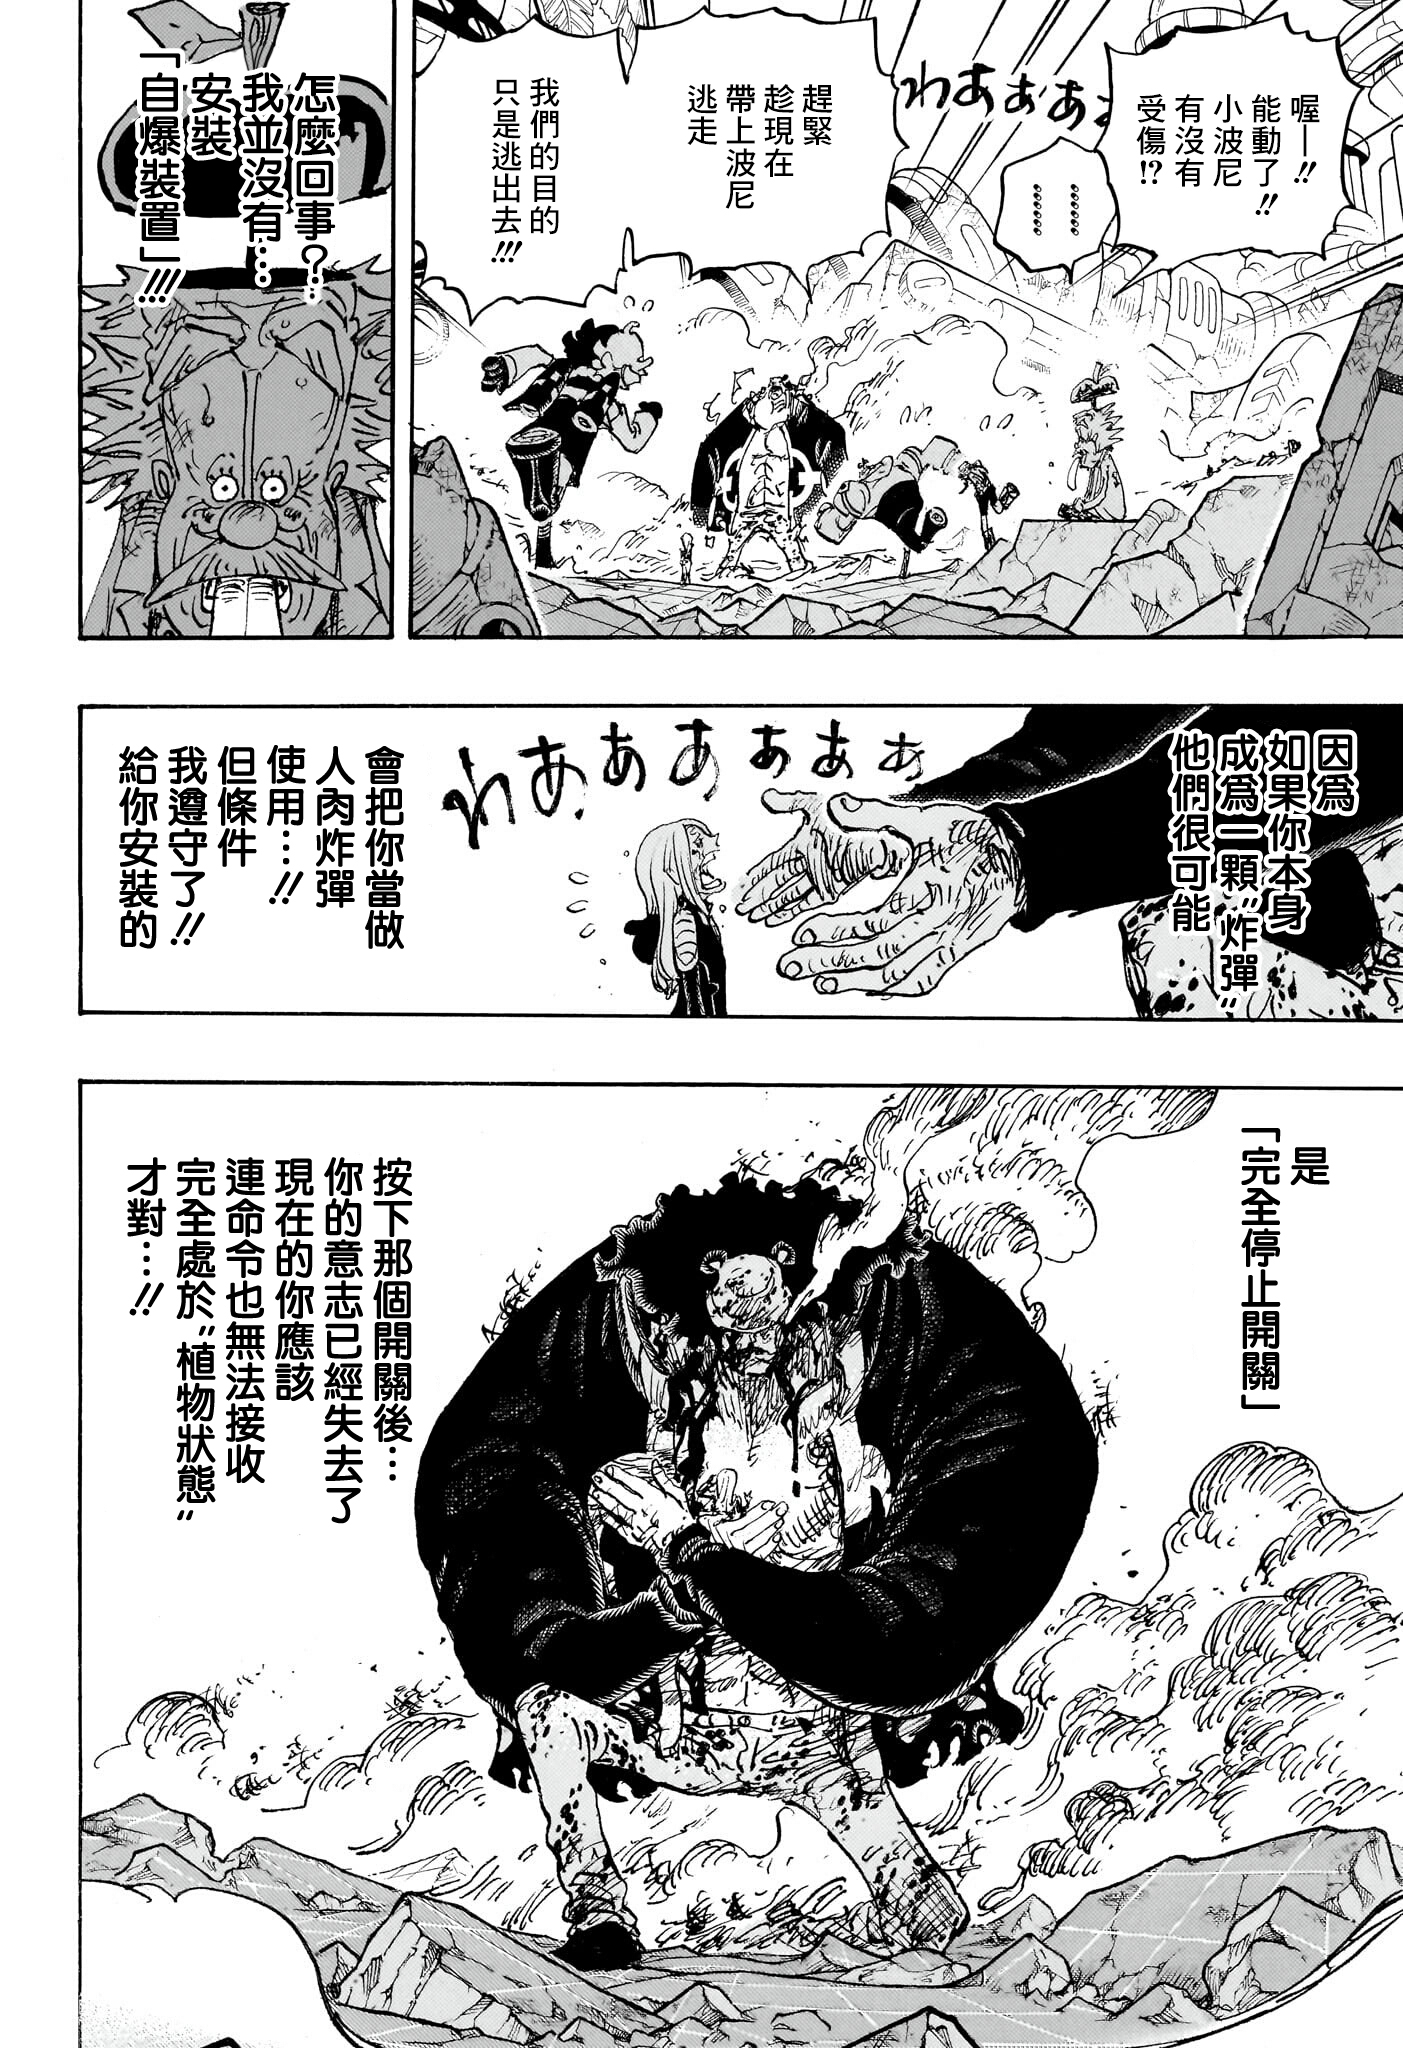 喔—!!
能動了!!
小波尼
有沒有
受傷!?
……
……
わあぁぁあ
趕緊
趁現在
帶上波尼
逃走
我們的目的
只是逃出去!!!
怎麼回事?
我並沒有…
安裝
「自爆裝置」!!!
因為
如果你本身
成為一顆“炸彈”
他們很可能
わあぁああああ
會把你當做
人肉炸彈
使用…!!
但條件
我遵守了!!
給你安裝的
是
「完全停止開關」
按下那個開關後…
你的意志已經失去了
現在的你應該
連命令也無法接收
完全處於“植物狀態”
才對…!!